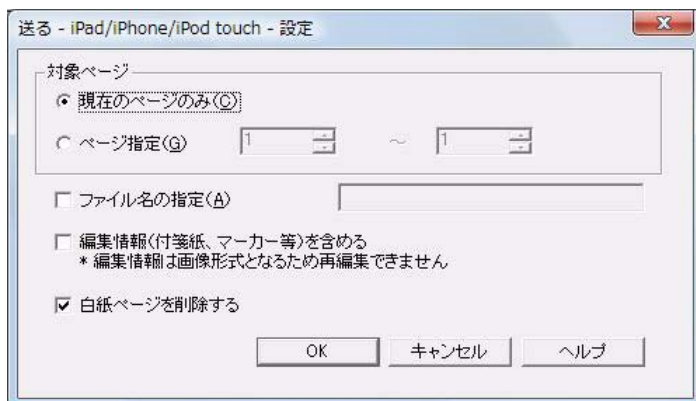 送る - iPad/iPhone/iPod touch - 設定
対象ページ
現在のページのみ(C)
ページ指定(G) 1 ～ 1
ファイル名の指定(A)
編集情報(付箋紙、マーカー等)を含める
* 編集情報は画像形式となるため再編集できません
白紙ページを削除する
OK キャンセル ヘルプ